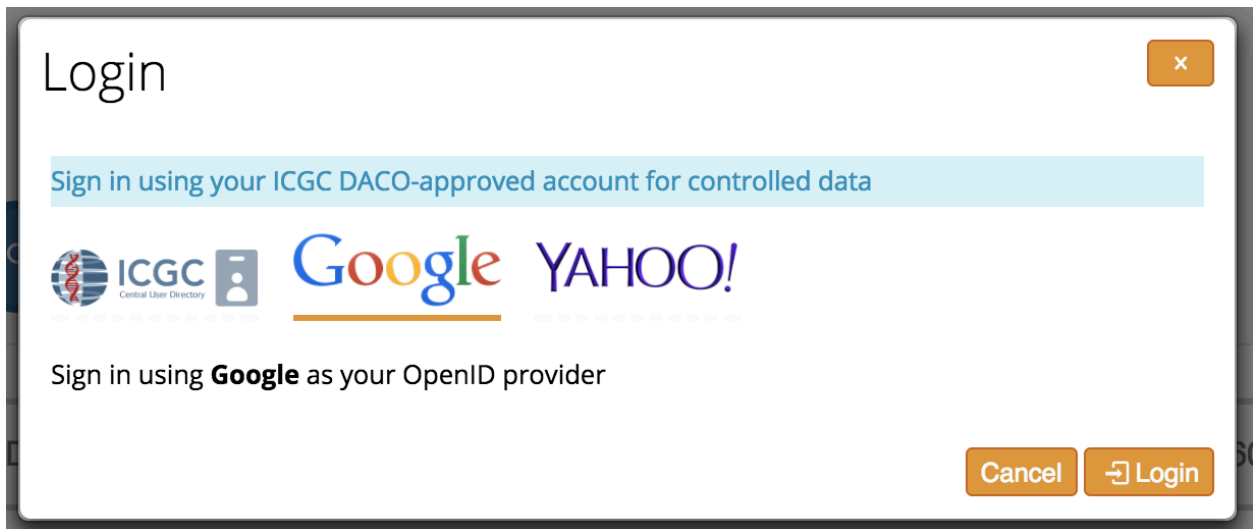 Login
×
Sign in using your ICGC DACO-approved account for controlled data
ICGC
Central User Directory
Google
YAHOO!
Sign in using Google as your OpenID provider
Cancel
Login